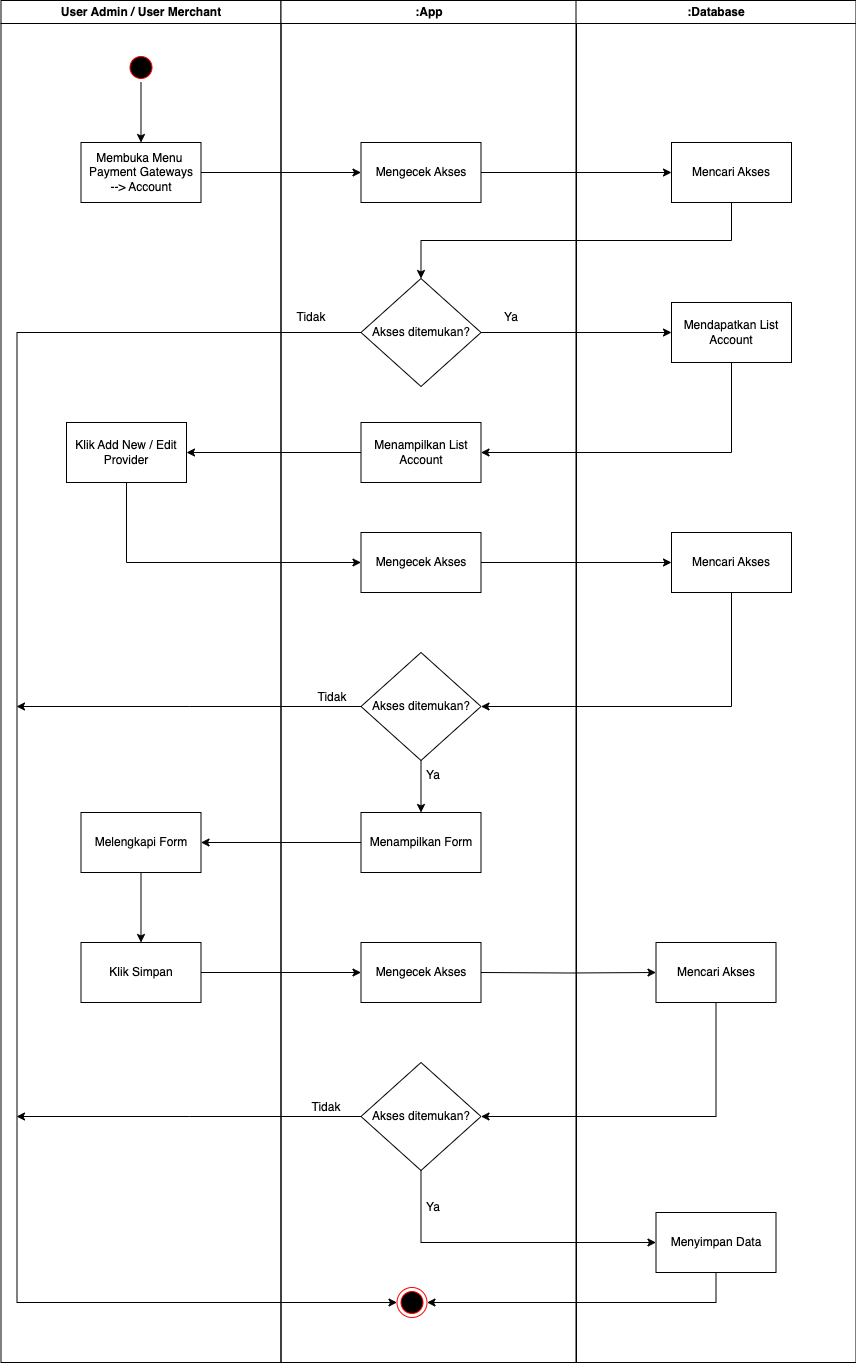 User Admin / User Merchant
:App
:Database
Membuka Menu
Payment Gateways
--> Account
Mengecek Akses
Mencari Akses
Tidak
Akses ditemukan?
Ya
Mendapatkan List
Account
Klik Add New / Edit
Provider
Menampilkan List
Account
Mengecek Akses
Mencari Akses
Tidak
Akses ditemukan?
Ya
Melengkapi Form
Menampilkan Form
Klik Simpan
Mengecek Akses
Mencari Akses
Tidak
Akses ditemukan?
Ya
Menyimpan Data